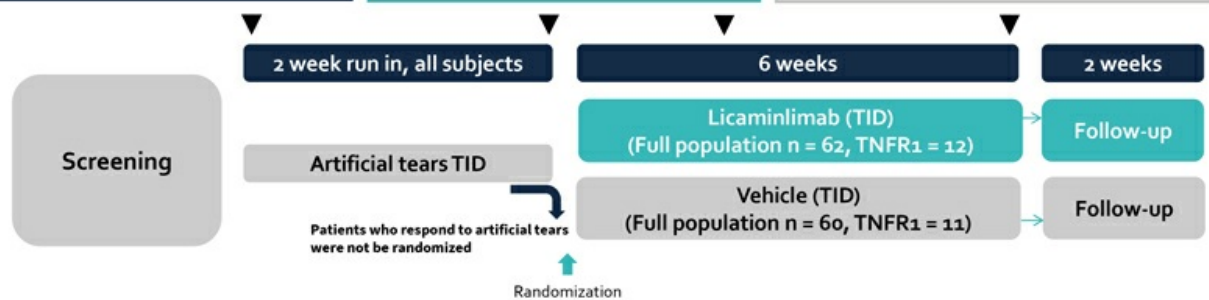 2 week run in, all subjects
6 weeks
2 weeks
Screening
Artificial tears TID
Licaminlimab (TID)
(Full population n = 62, TNFR1 = 12)
Follow-up
Patients who respond to artificial tears
were not be randomized
Vehicle (TID)
(Full population n = 60, TNFR1 = 11)
Follow-up
Randomization